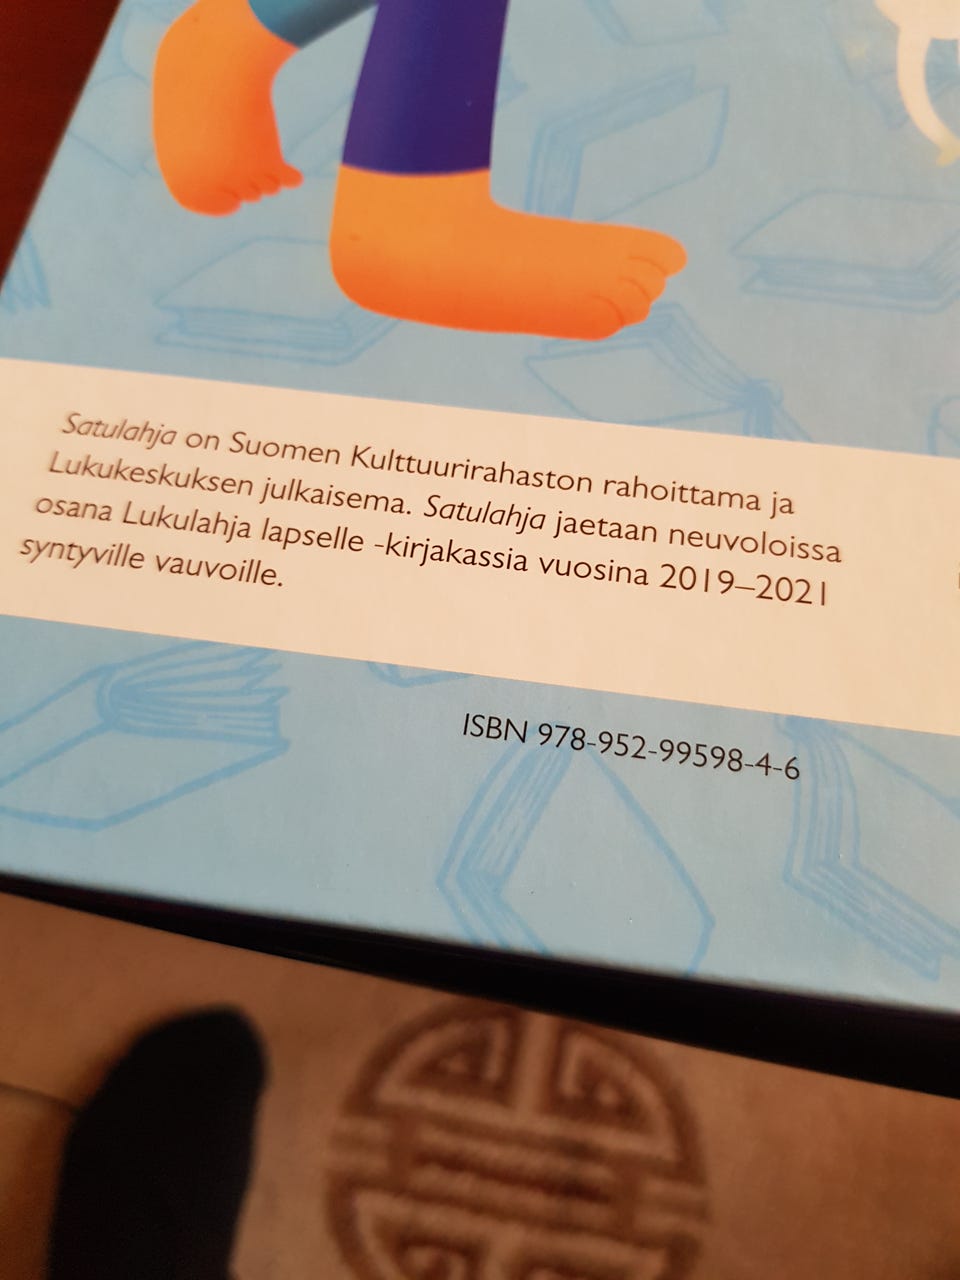 Satulahja on Suomen Kulttuurirahaston rahoittama ja
Lukukeskuksen julkaisema. Satulahja jaetaan neuvoloissa
osana Lukulahja lapselle -kirjakassia vuosina 2019–2021
syntyville vauvoille.
ISBN 978-952-99598-4-6